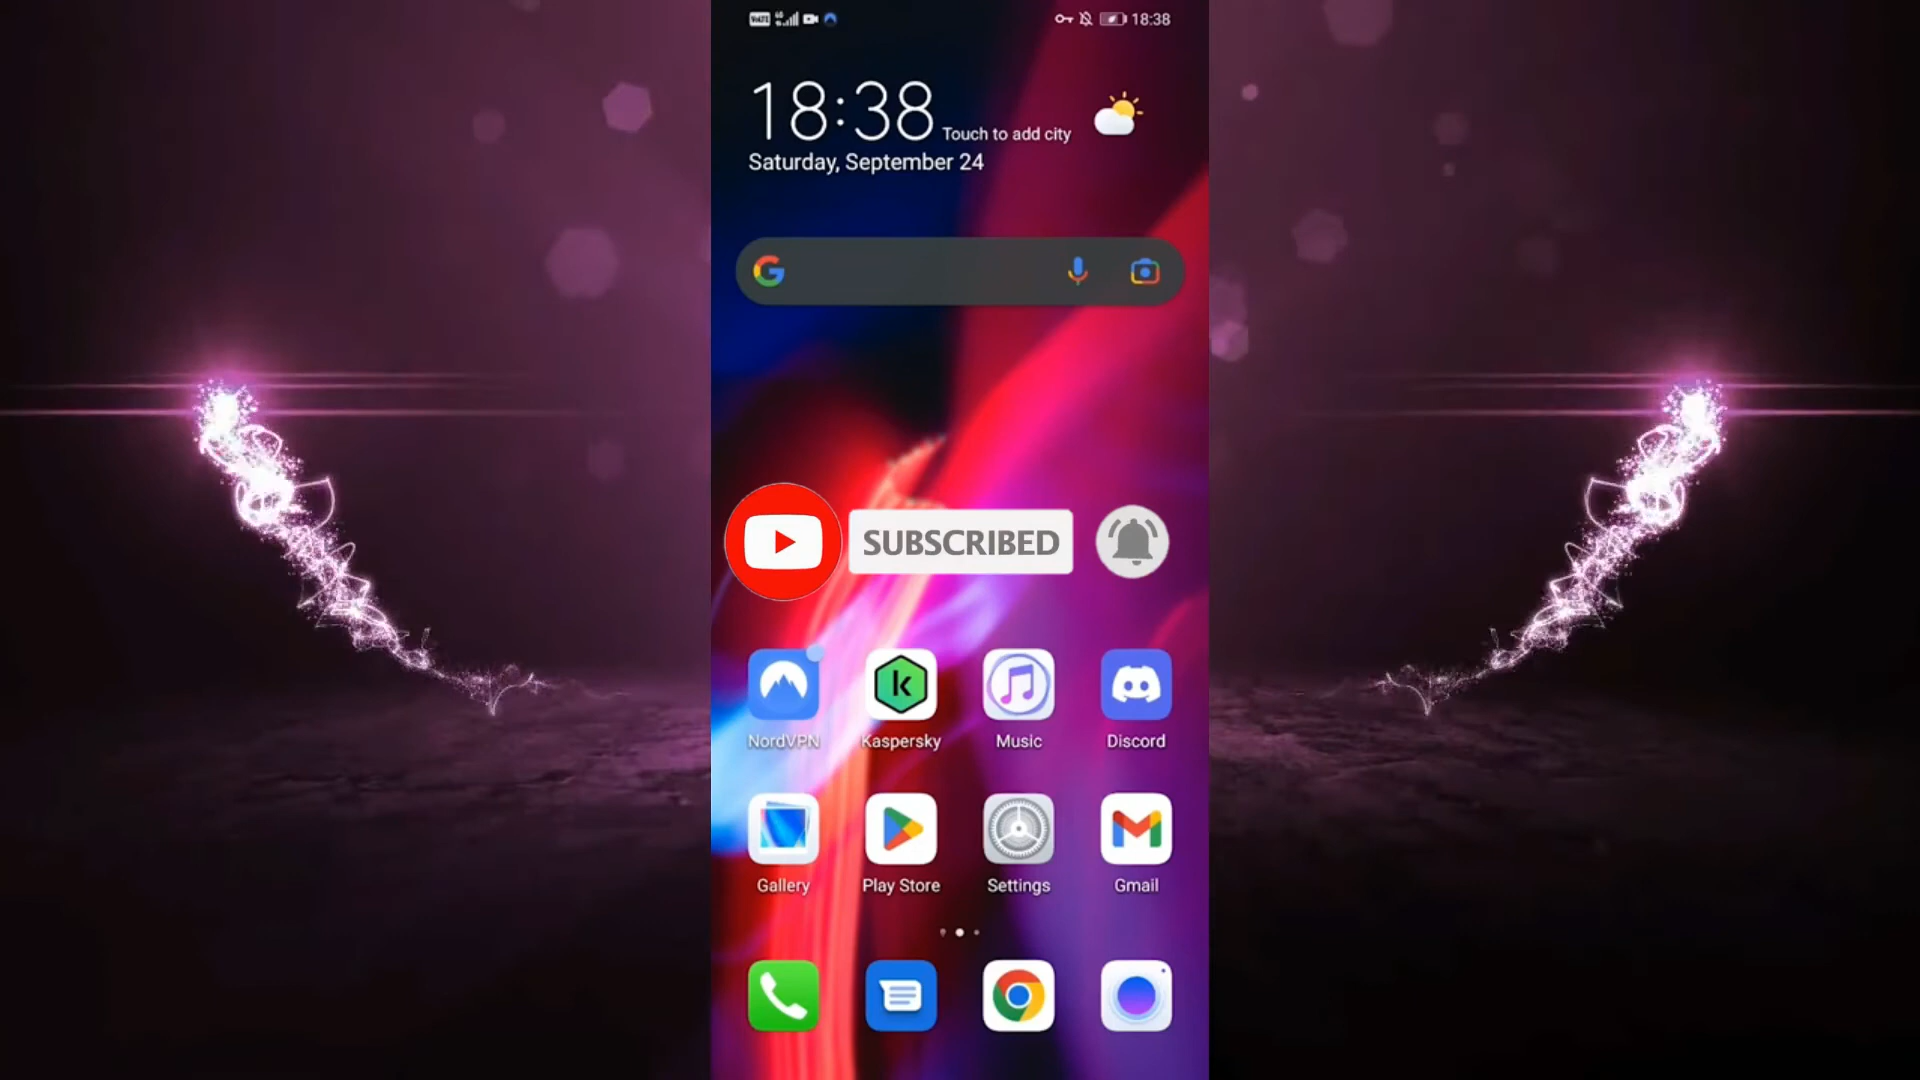 18:38
18:38 Touch to add city
Saturday, September 24
SUBSCRIBED
NordVPN Kaspersky Music Discord
Gallery Play Store Settings Gmail